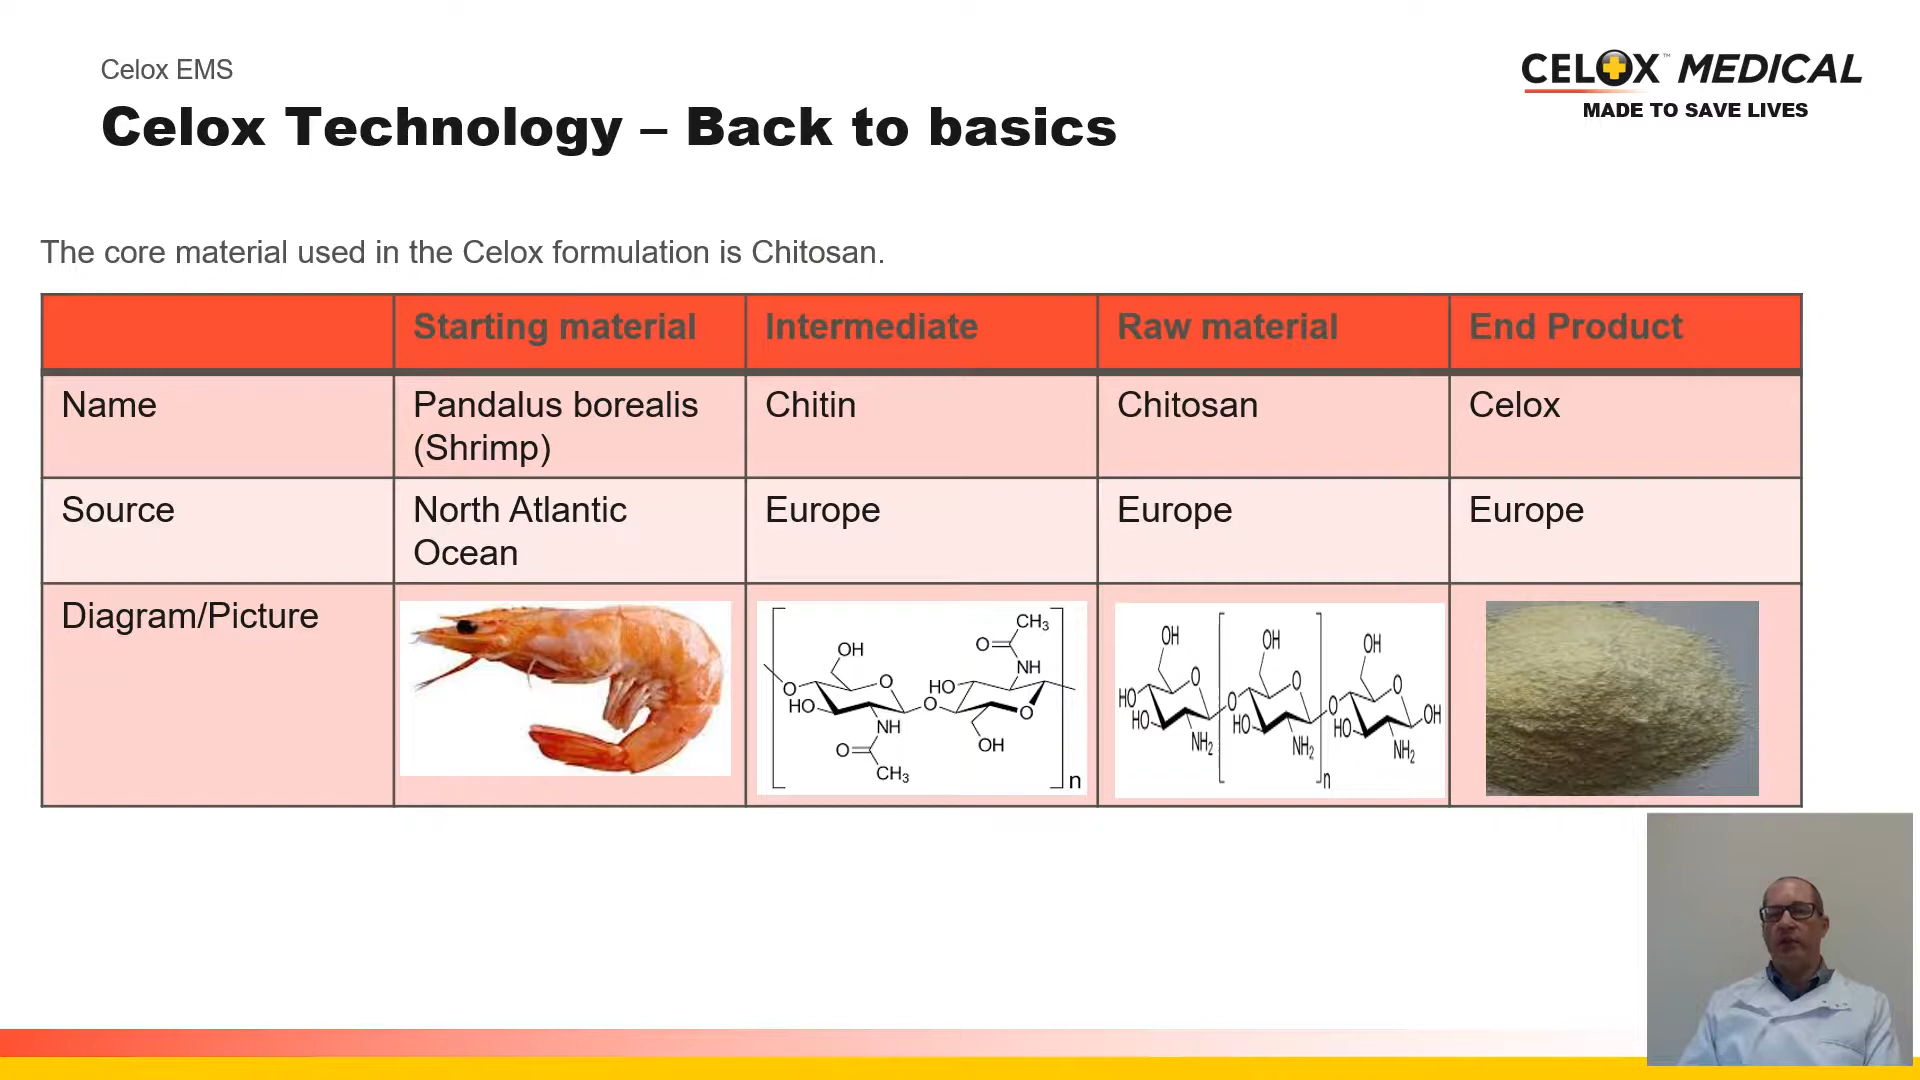 Celox EMS
CELOX™ MEDICAL
MADE TO SAVE LIVES
Celox Technology – Back to basics
The core material used in the Celox formulation is Chitosan.
Starting material
Intermediate
Raw material
End Product
Name
Pandalus borealis
(Shrimp)
Chitin
Chitosan
Celox
Source
North Atlantic
Ocean
Europe
Europe
Europe
Diagram/Picture
OH
O
O
HO
NH
O
CH3
O
HO
OH
O
NH
O
CH3
n
OH
O
HO
HO
NH2
O
OH
O
HO
NH2
n
O
OH
O
HO
NH2
OH